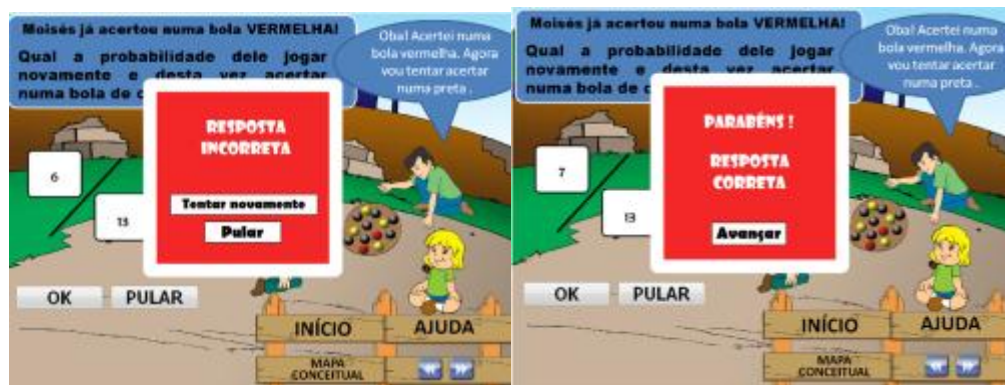 Moisés já acertou numa bola VERMELHA!
Qual a probabilidade dele jogar
novamente e desta vez acertar
numa bola de
Oba! Acertei numa
bola vermelha. Agora
vou tentar acertar
numa preta .
RESPOSTA
INCORRETA
Tentar novamente
Pular
6
13
OK
PULAR
INÍCIO
AJUDA
MAPA
CONCEITUAL
Moisés já acertou numa bola VERMELHA!
Qual a probabilidade dele jogar
novamente e desta vez acertar
numa bola de
Oba! Acertei numa
bola vermelha. Agora
vou tentar acertar
numa preta .
PARABÉNS !
RESPOSTA
CORRETA
Avançar
7
13
OK
PULAR
INÍCIO
AJUDA
MAPA
CONCEITUAL